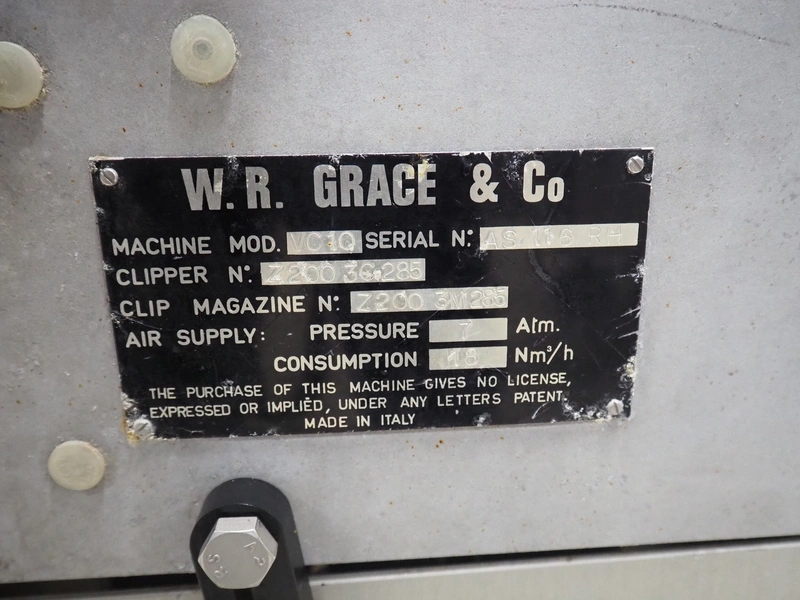 W.R. GRACE & Co
MACHINE MOD. VC10 SERIAL N°: AS 116 RH
CLIPPER N°: Z200 3C.285
CLIP MAGAZINE N°: Z200 3M285
AIR SUPPLY: PRESSURE 7 Atm.
CONSUMPTION 18 Nm³/h
THE PURCHASE OF THIS MACHINE GIVES NO LICENSE,
EXPRESSED OR IMPLIED, UNDER ANY LETTERS PATENT.
MADE IN ITALY
A2